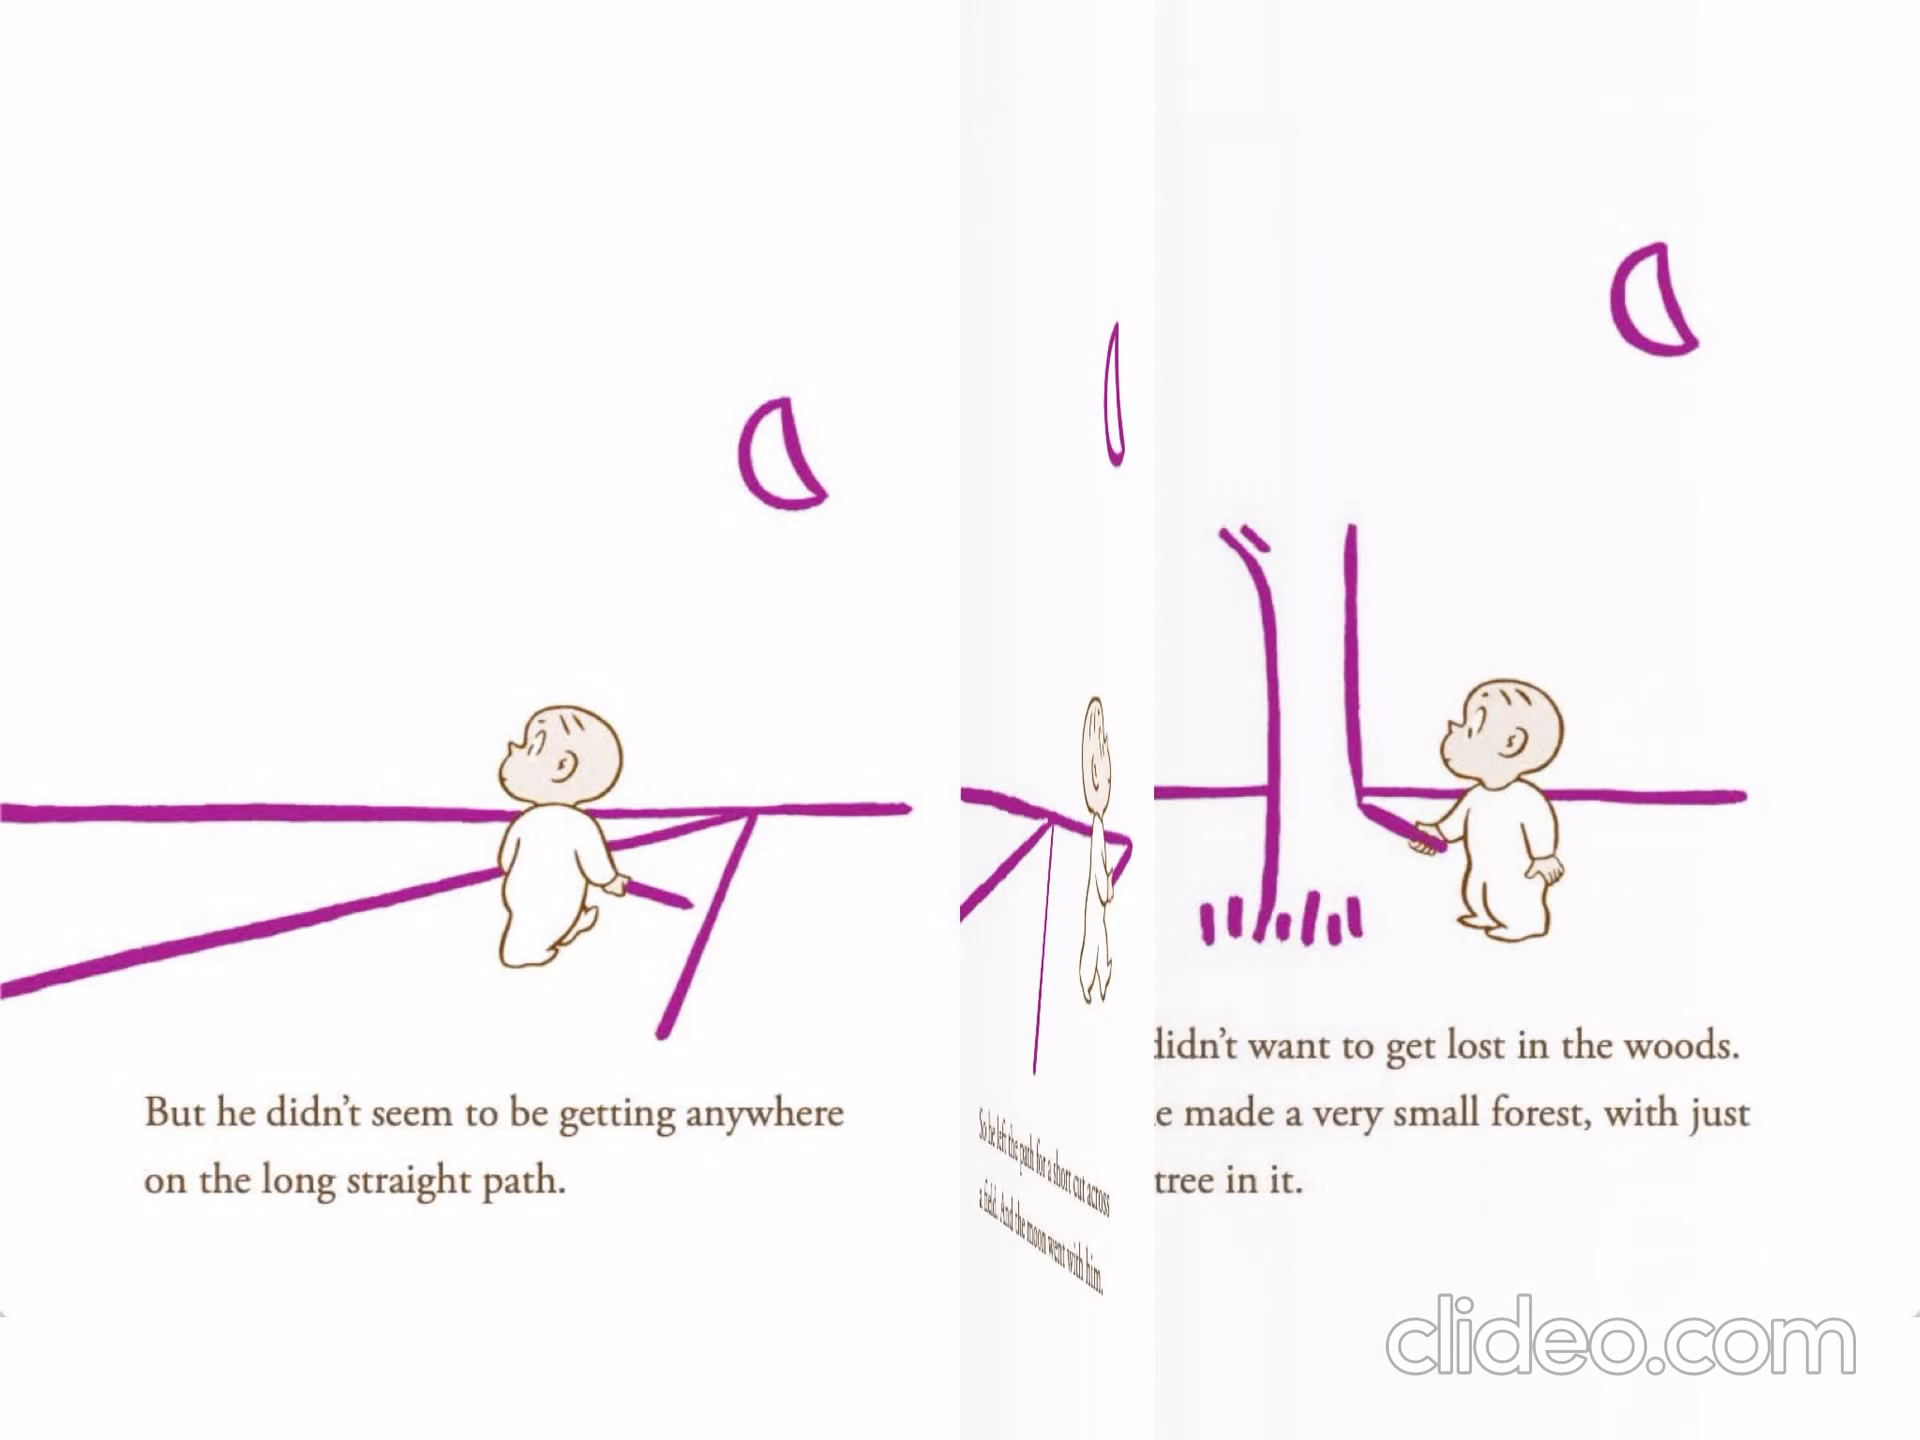 But he didn't seem to be getting anywhere
on the long straight path.
So he left the path for a short cut across
a field. And the moon went with him.
didn't want to get lost in the woods.
e made a very small forest, with just
tree in it.
clideo.com